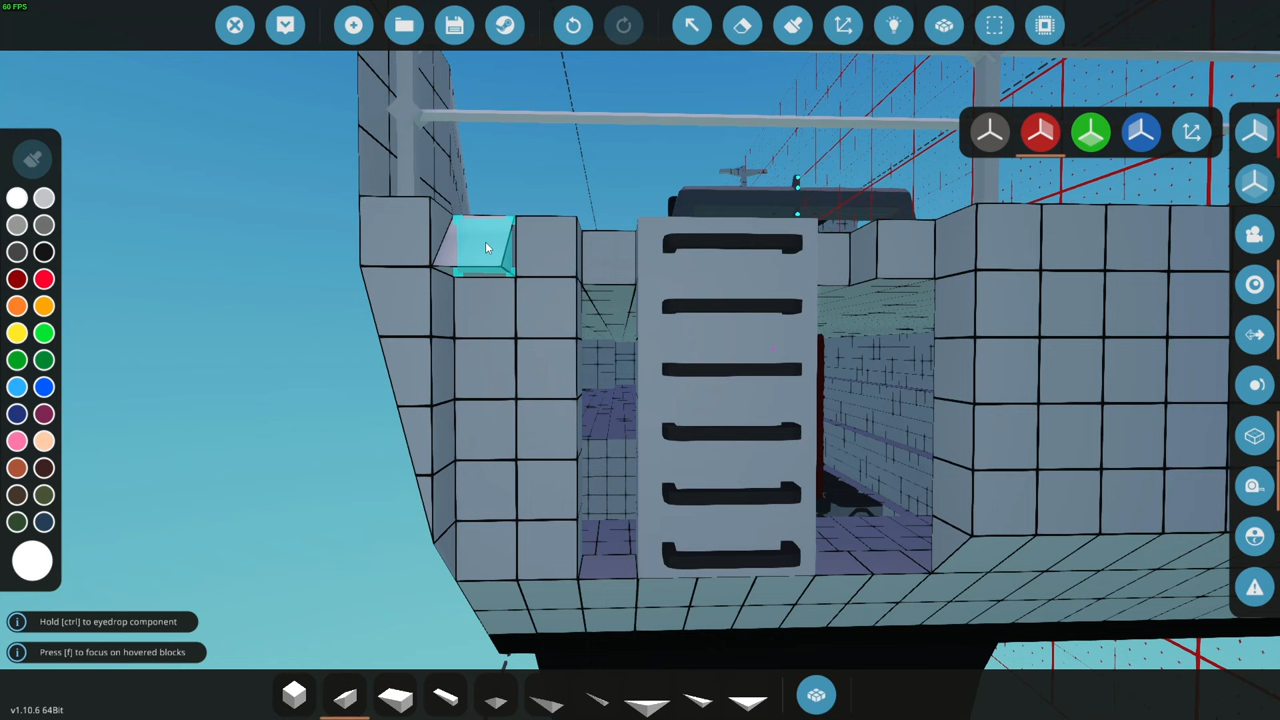 60 FPS
Hold [ctrl] to eyedrop component
Press [f] to focus on hovered blocks
v1.10.6 64Bit